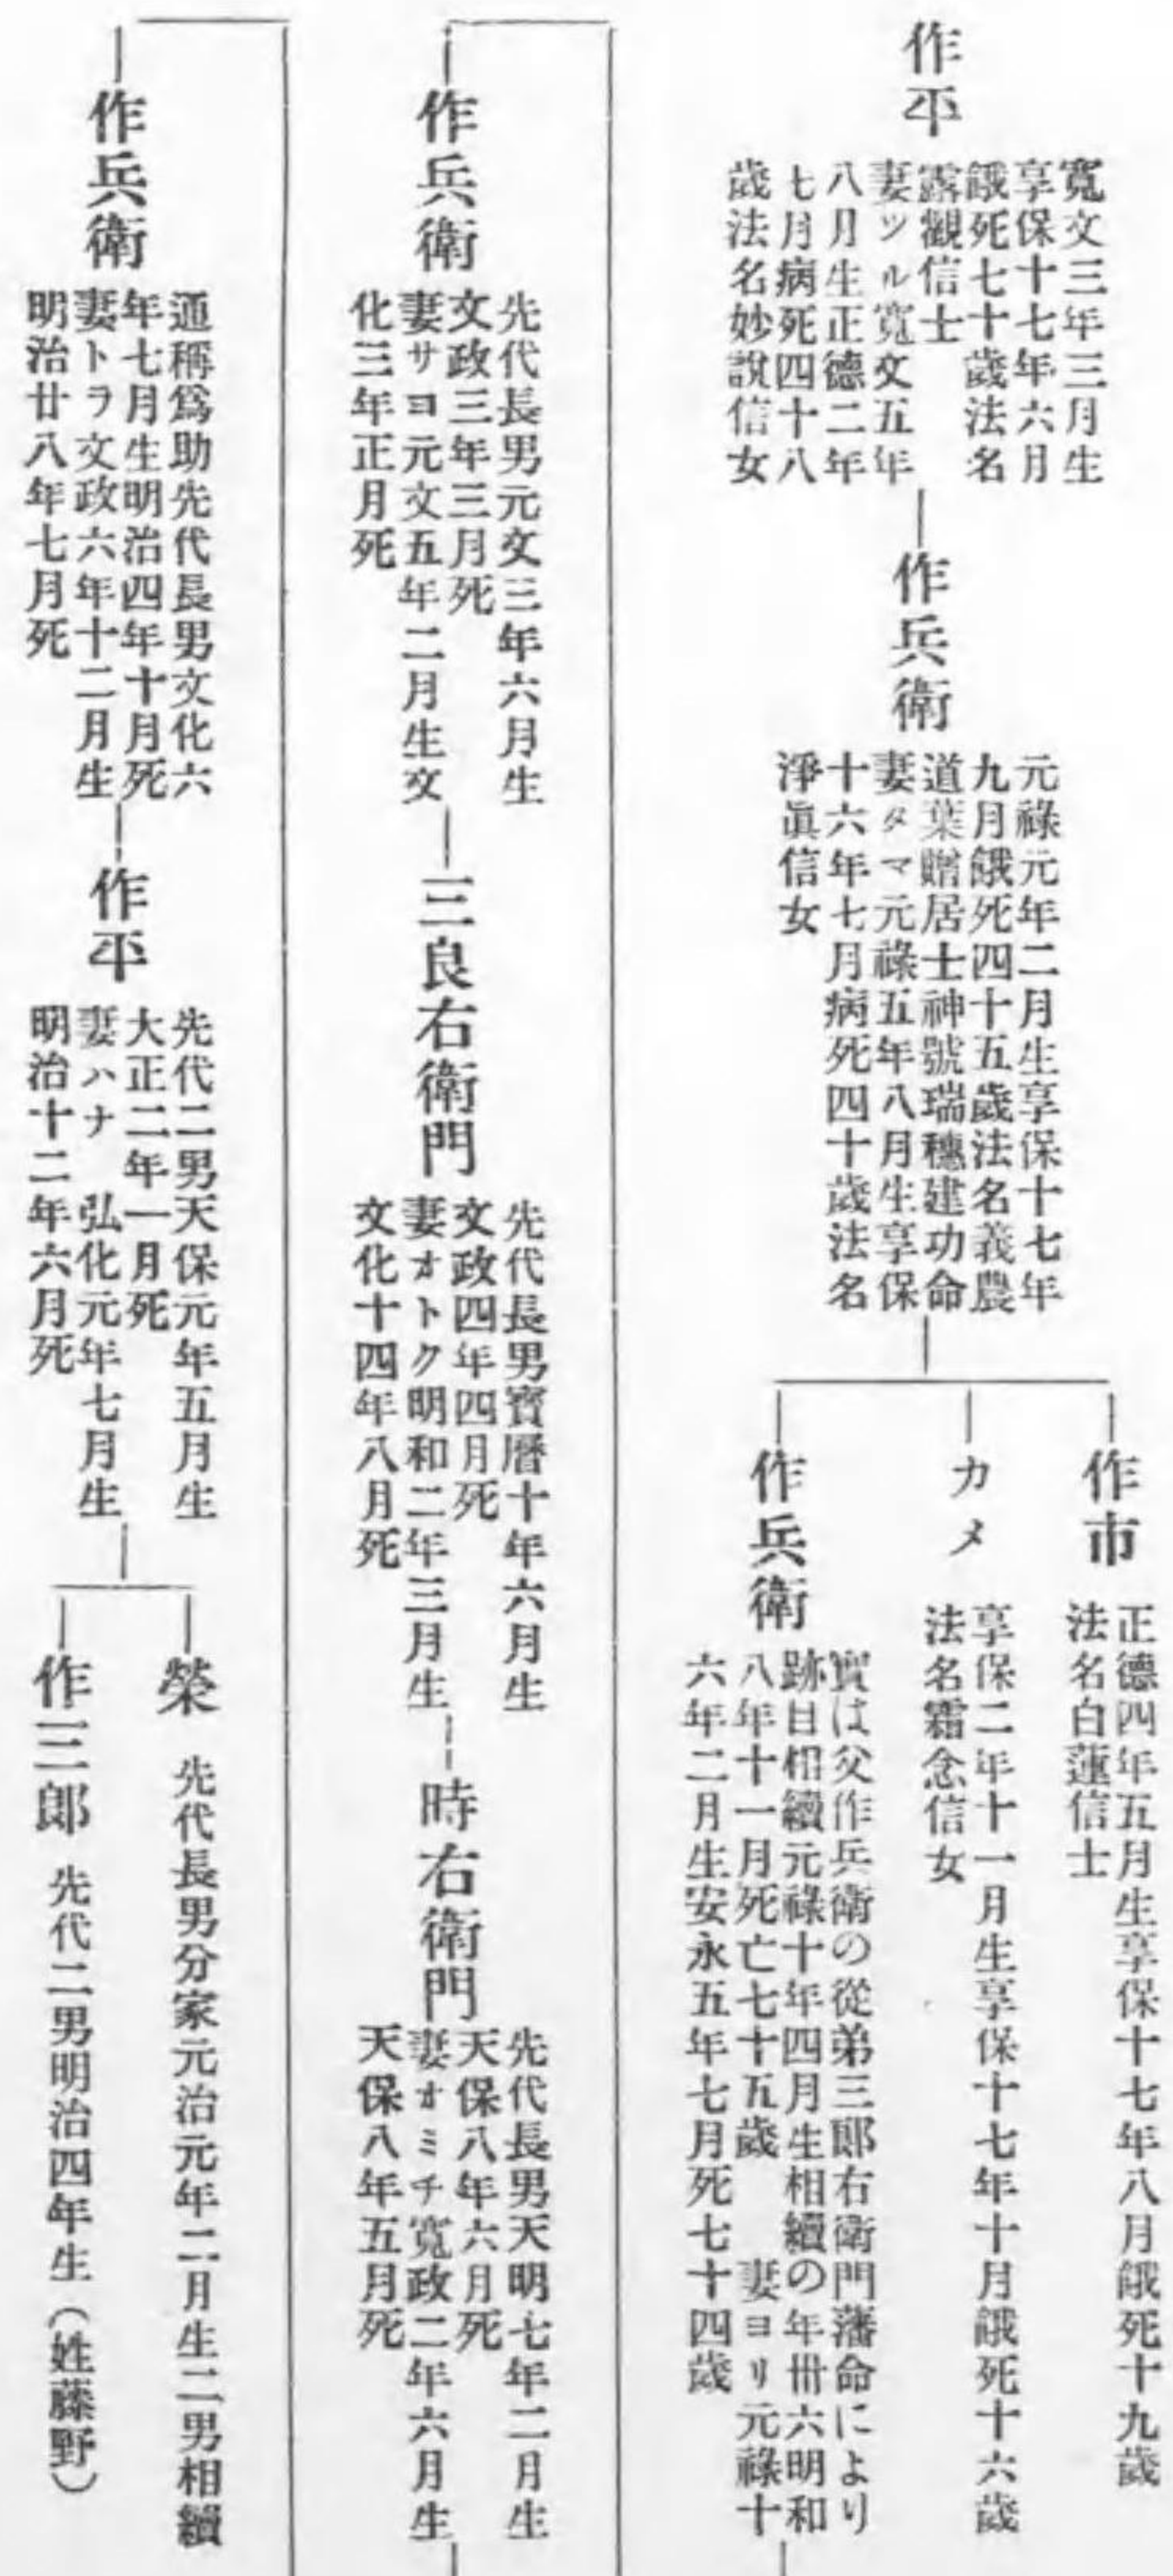 作平
寬文三年三月生
享保十七年六月
餓死七十歲法名
露觀信士
妻ツル寬文五年
八月生正德二年
七月病死四十八
歲法名妙說信女
作兵衛
元祿元年二月生享保十七年
九月餓死四十五歲法名義農
道葉贈居士神號瑞穗建功命
妻タマ元祿五年八月生享保
十六年七月病死四十歲法名
淨眞信女
作市
正德四年五月生享保十七年八月餓死十九歲
法名白蓮信士
カメ
享保二年十一月生享保十七年十月餓死十六歲
法名霜念信女
作兵衛
實は父作兵衛の從弟三郎右衛門藩命により
跡目相續元祿十年四月生相續の年卅六明和
八年十一月死亡七十五歲 妻ヨリ元祿十
六年二月生安永五年七月死七十四歲
作兵衛
先代長男元文三年六月生
文政三年三月死
妻サヨ元文五年二月生文
化三年正月死
三良右衛門
先代長男寶曆十年六月生
文政四年四月死
妻オトク明和二年三月生
文化十四年八月死
時右衛門
先代長男天明七年二月生
天保八年六月死
妻オミチ寬政二年六月生
天保八年五月死
作兵衛
通稱爲助先代長男文化六
年七月生明治四年十月死
妻トラ文政六年十二月生
明治廿八年七月死
作平
先代二男天保元年五月生
大正二年一月死
妻ハナ 弘化元年七月生
明治十二年六月死
榮 先代長男分家元治元年二月生二男相續
作三郎 先代二男明治四年生(姓藤野)